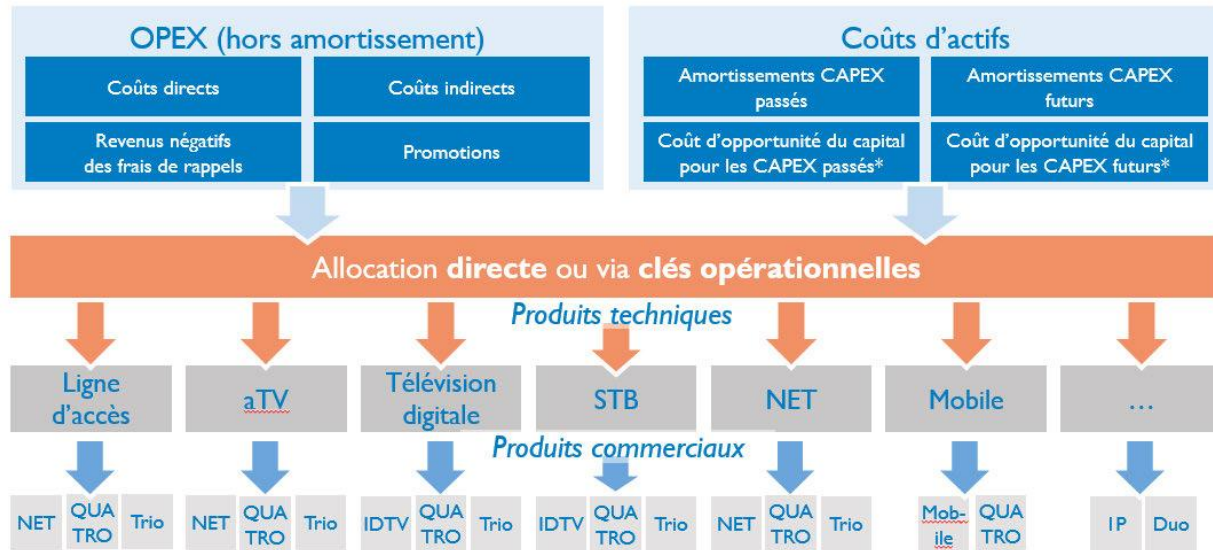 OPEX (hors amortissement)
Coûts directs
Coûts indirects
Revenus négatifs
des frais de rappels
Promotions
Coûts d'actifs
Amortissements CAPEX
passés
Amortissements CAPEX
futurs
Coût d'opportunité du capital
pour les CAPEX passés*
Coût d'opportunité du capital
pour les CAPEX futurs*
Allocation directe ou via clés opérationnelles
Produits techniques
Ligne
d'accès
aTV
Télévision
digitale
STB
NET
Mobile
...
Produits commerciaux
NET
QUA
TRO
Trio
NET
QUA
TRO
Trio
IDTV
QUA
TRO
Trio
IDTV
QUA
TRO
Trio
NET
QUA
TRO
Trio
Mob-
ile
QUA
TRO
1P
Duo